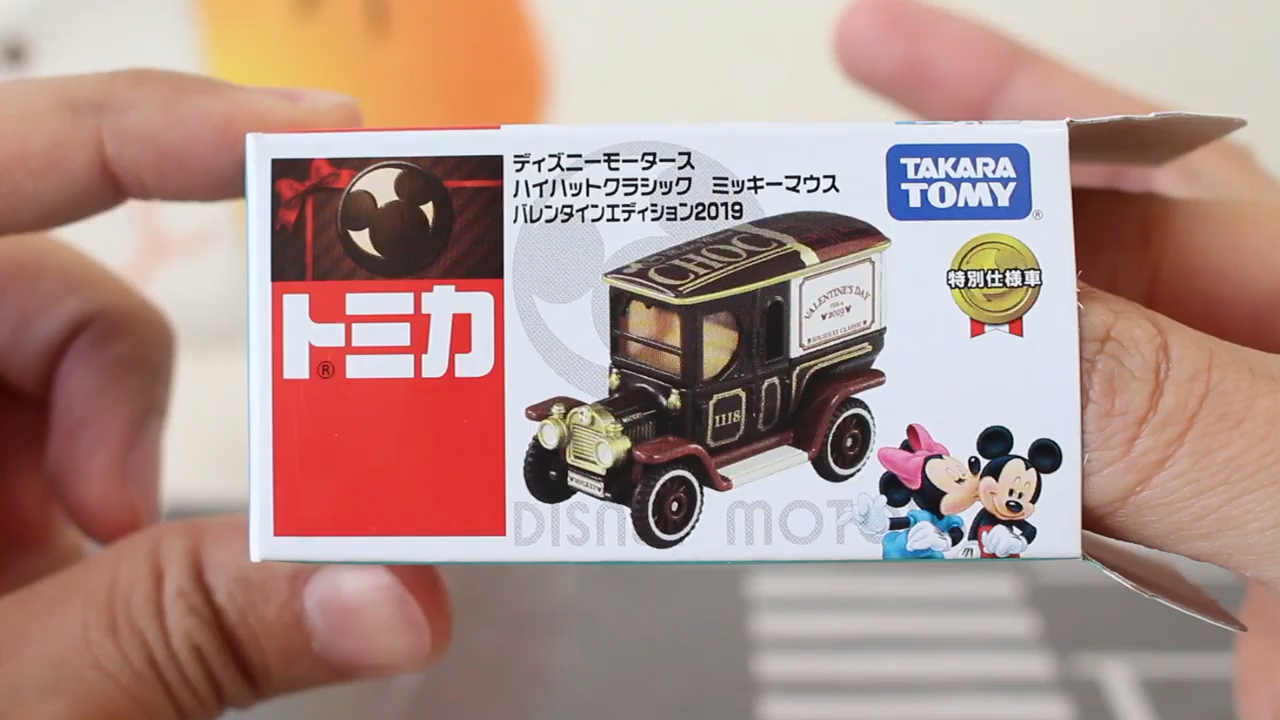 ディズニーモータース
ハイハットクラシック ミッキーマウス
バレンタインエディション2019
TAKARA
TOMY
®
特別仕様車
トミカ
®
CHOC
VALENTINE'S DAY
2019
HIGHHAT CLASSIC
1118
MICKEY
DISN MOTO